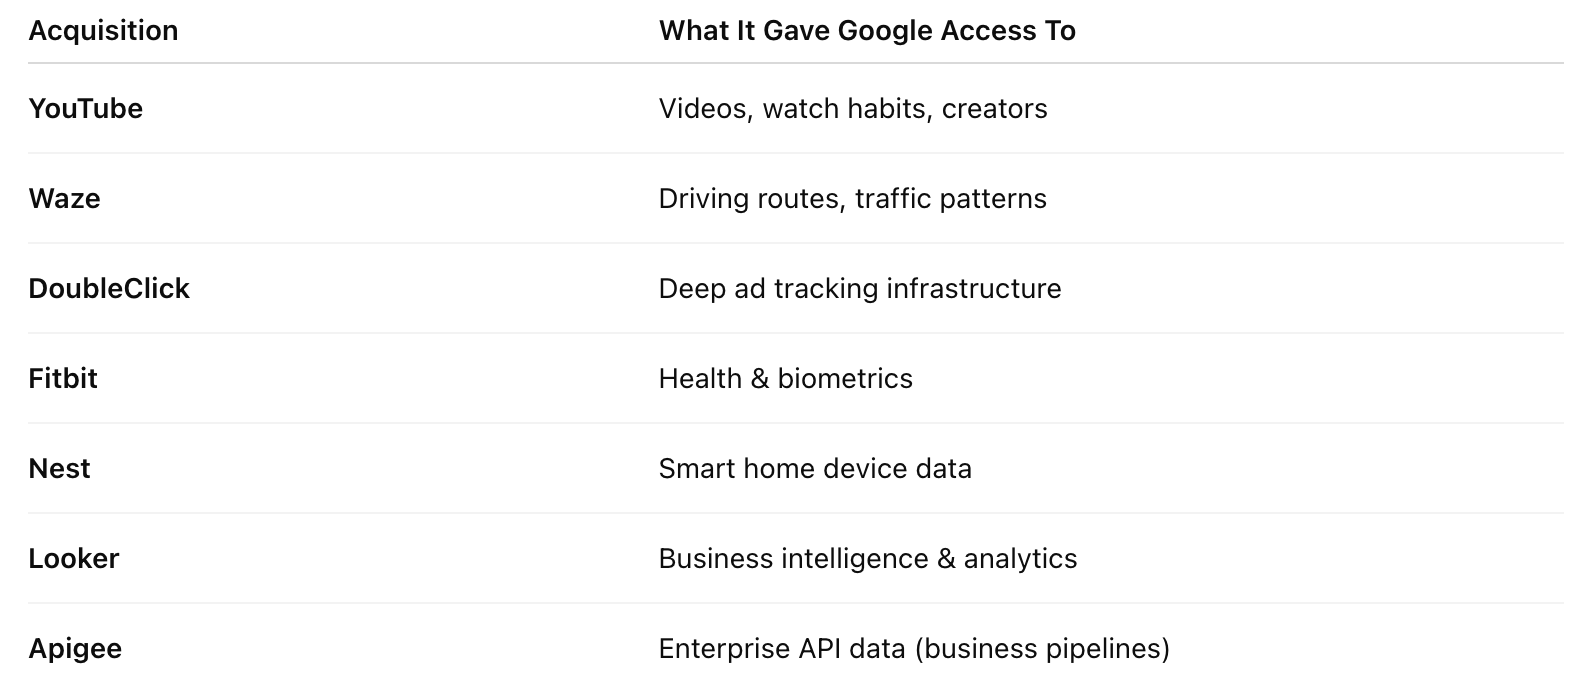 Acquisition What It Gave Google Access To
YouTube Videos, watch habits, creators
Waze Driving routes, traffic patterns
DoubleClick Deep ad tracking infrastructure
Fitbit Health & biometrics
Nest Smart home device data
Looker Business intelligence & analytics
Apigee Enterprise API data (business pipelines)